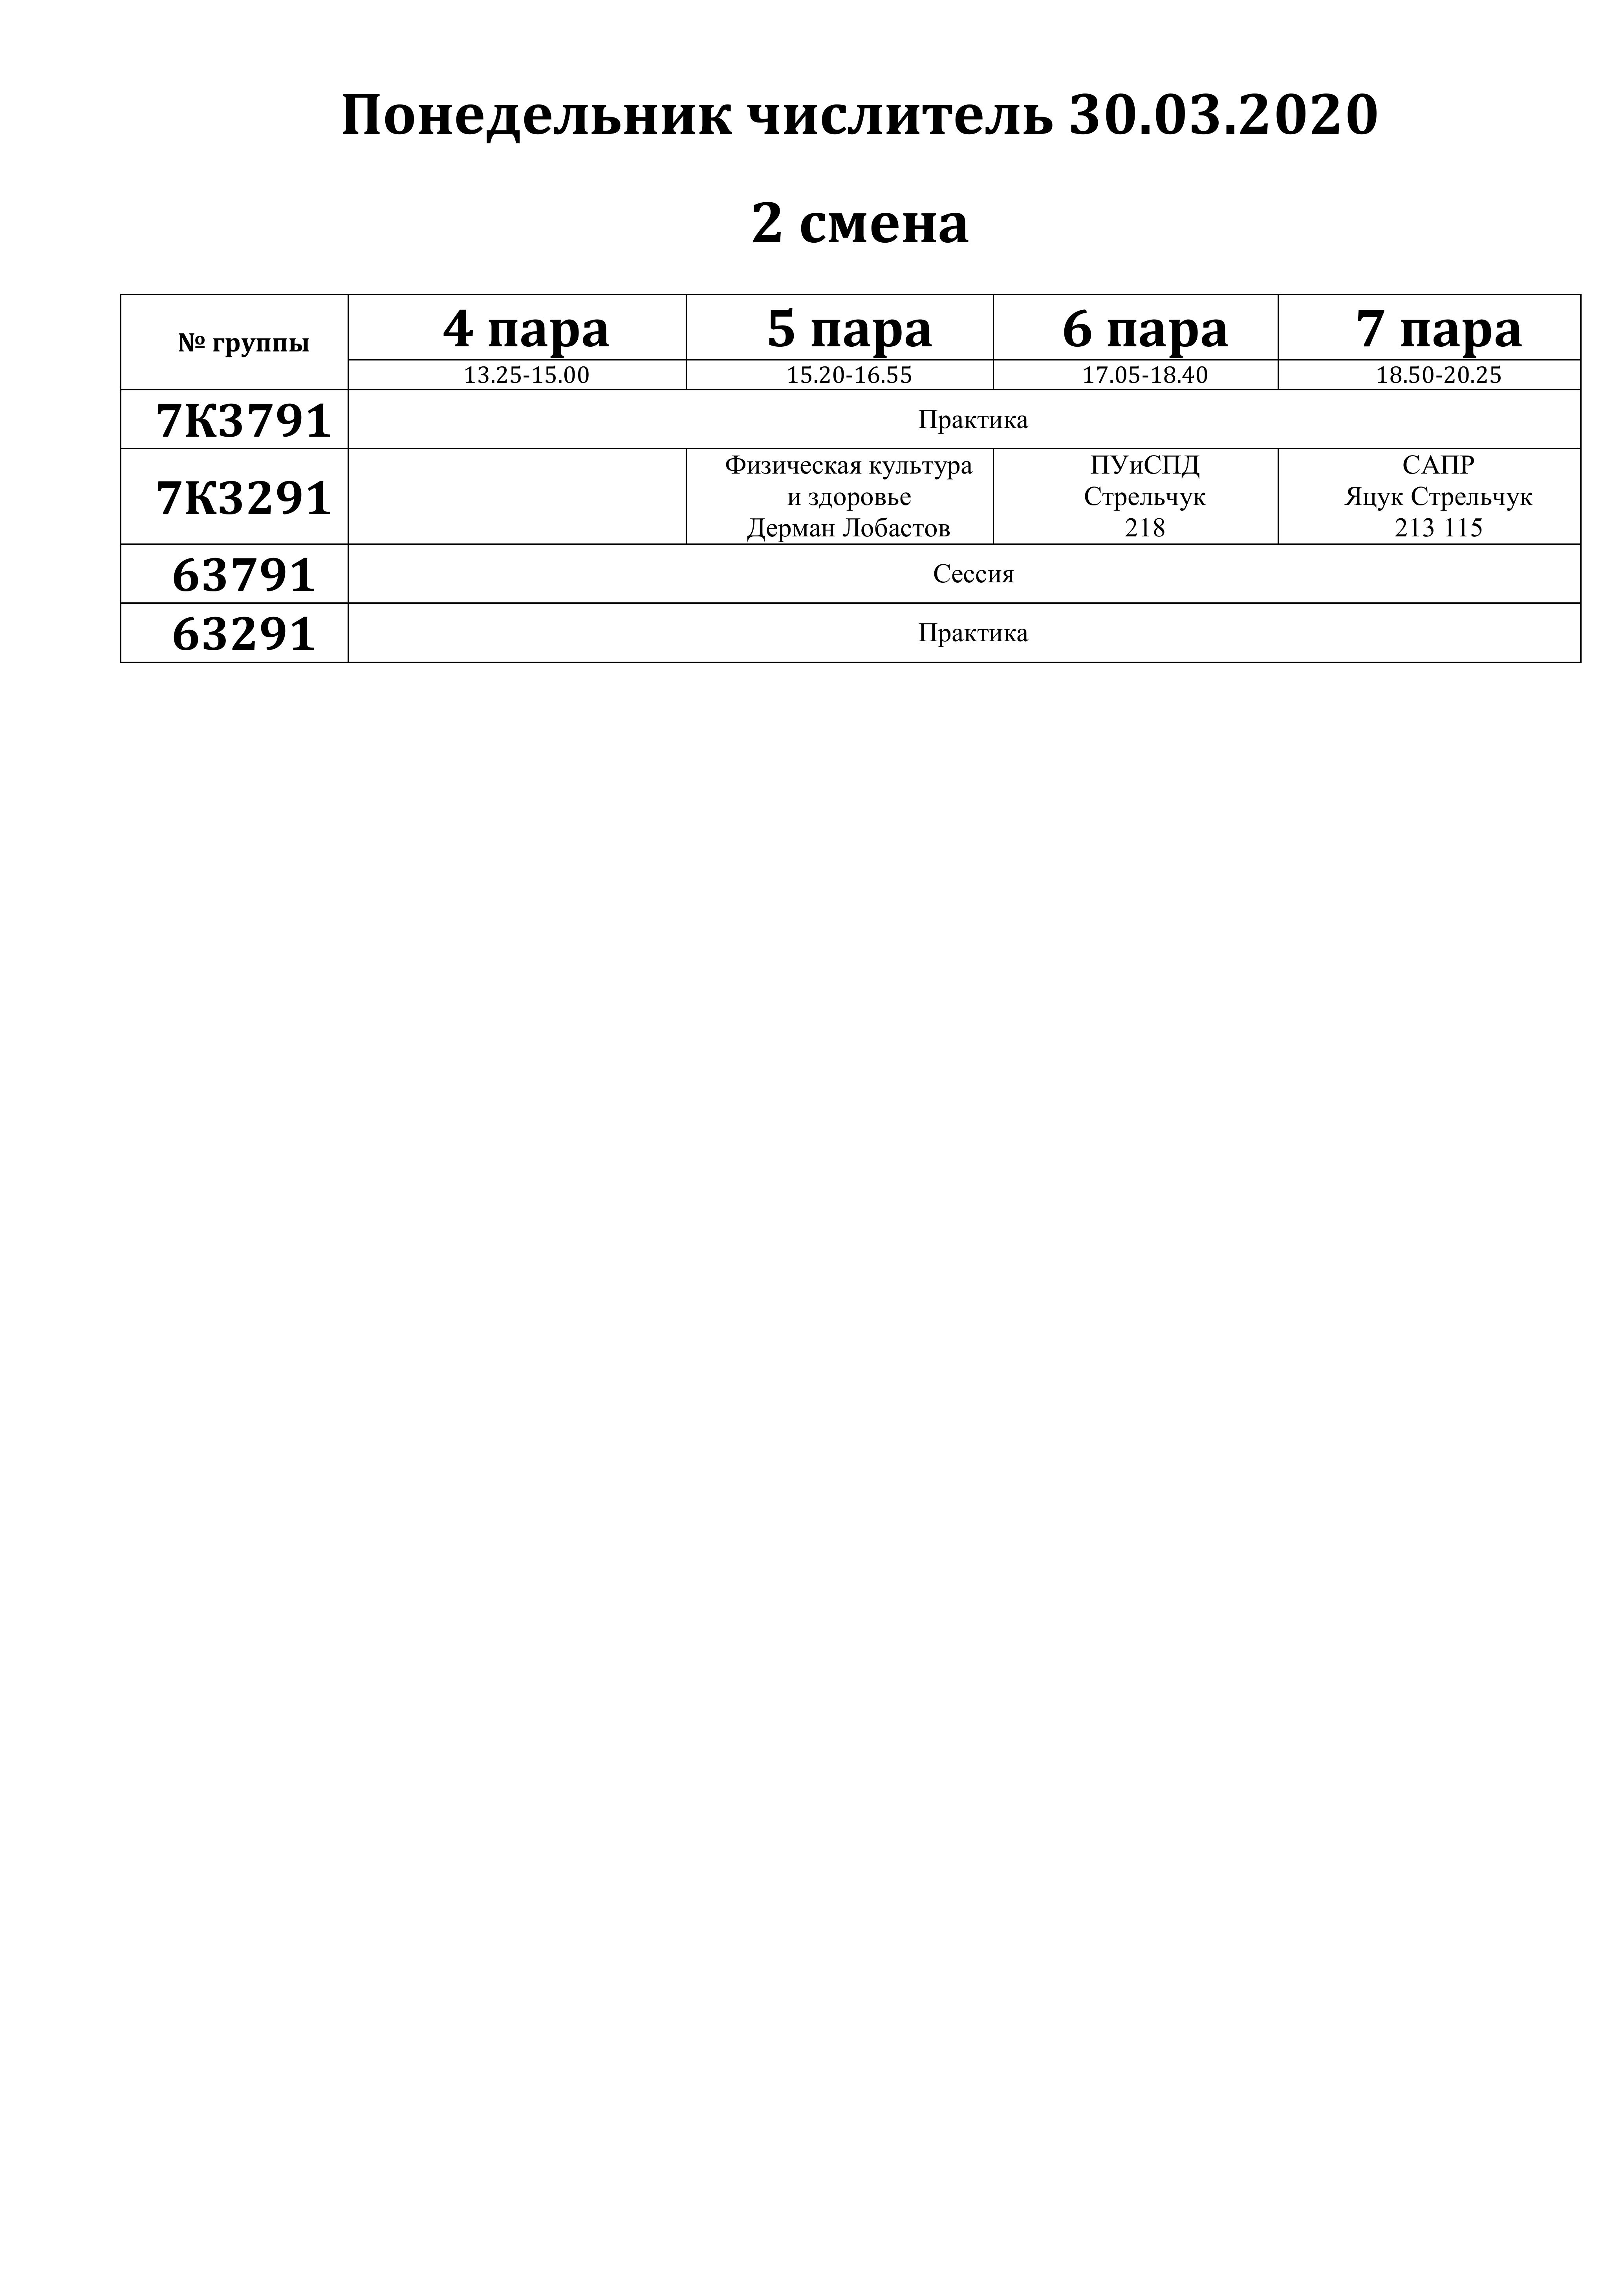 Понедельник числитель 30.03.2020
2 смена
№ группы
4 пара
5 пара
6 пара
7 пара
13.25-15.00
15.20-16.55
17.05-18.40
18.50-20.25
7К3791
Практика
7К3291
Физическая культура
и здоровье
Дерман Лобастов
ПУиСПД
Стрельчук
218
САПР
Яцук Стрельчук
213 115
63791
Сессия
63291
Практика